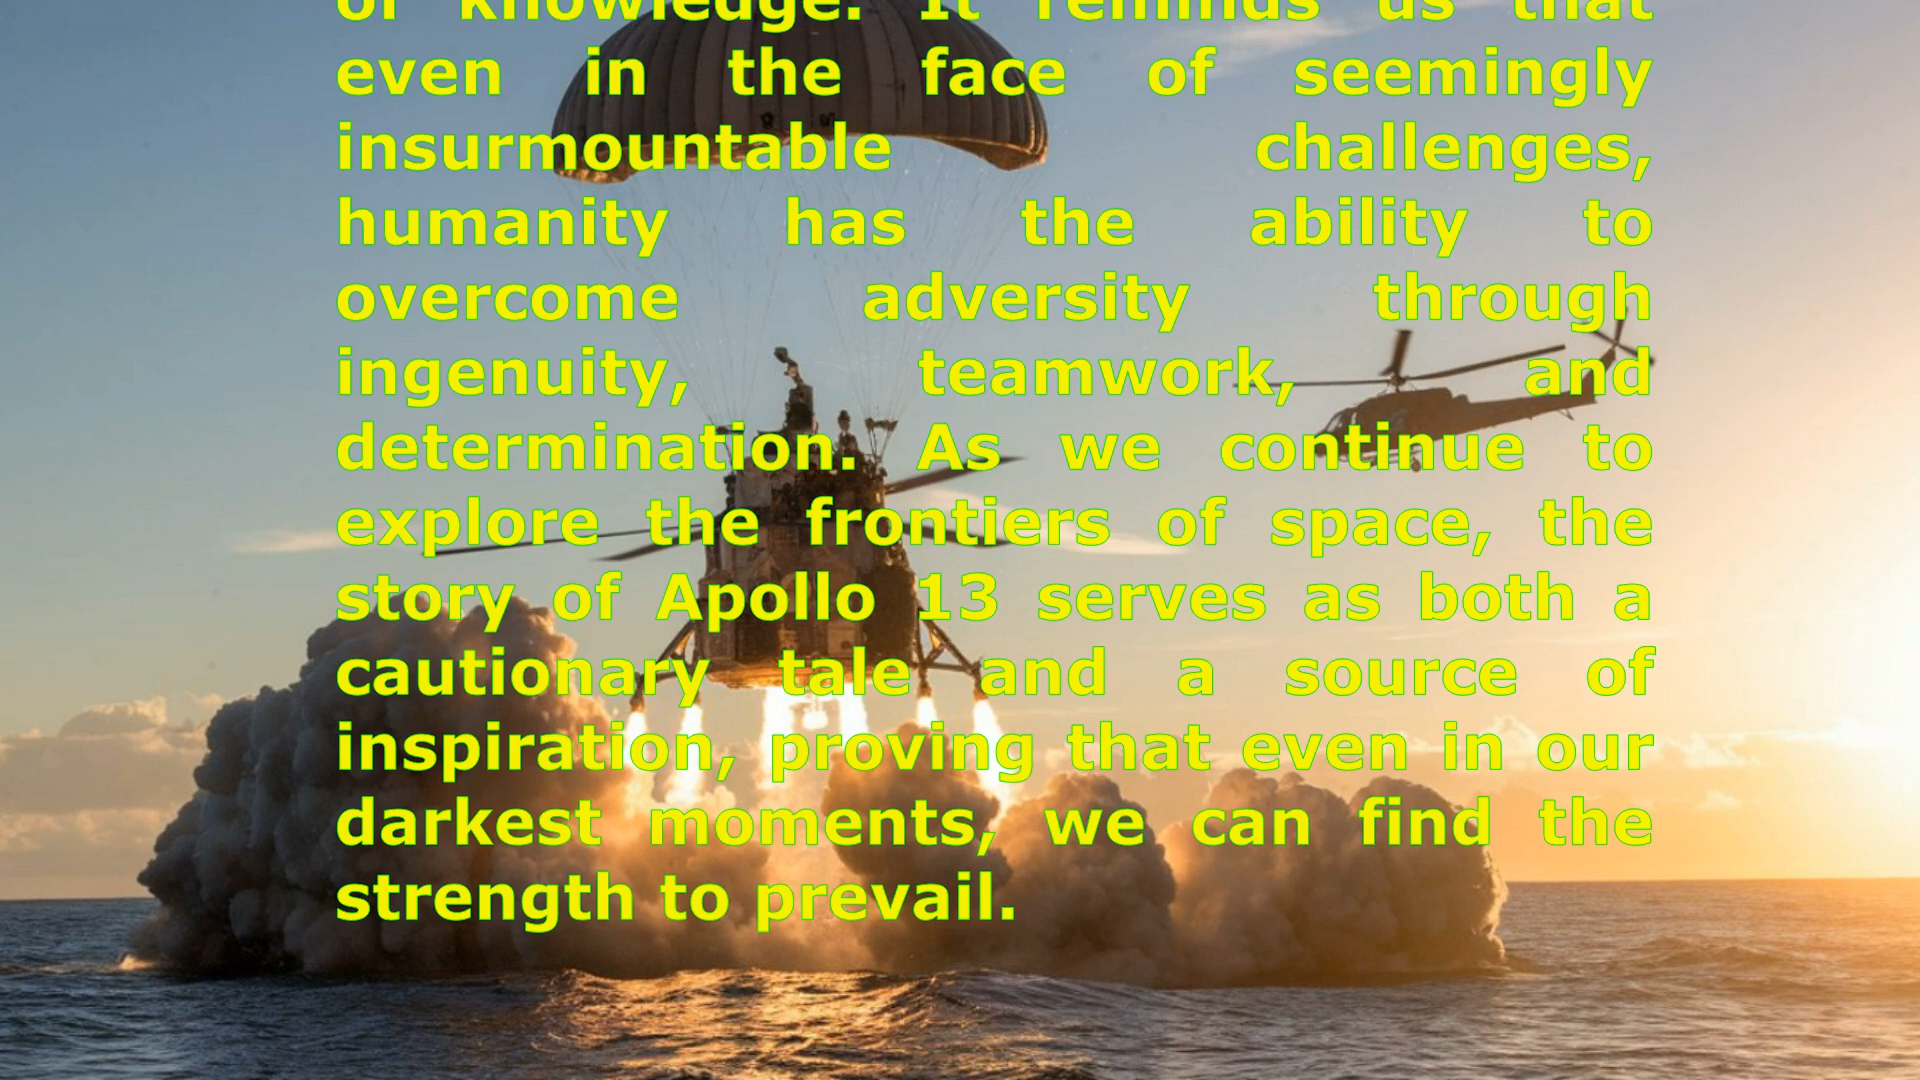 of knowledge. It reminds us that
even in the face of seemingly
insurmountable challenges,
humanity has the ability to
overcome adversity through
ingenuity, teamwork, and
determination. As we continue to
explore the frontiers of space, the
story of Apollo 13 serves as both a
cautionary tale and a source of
inspiration, proving that even in our
darkest moments, we can find the
strength to prevail.